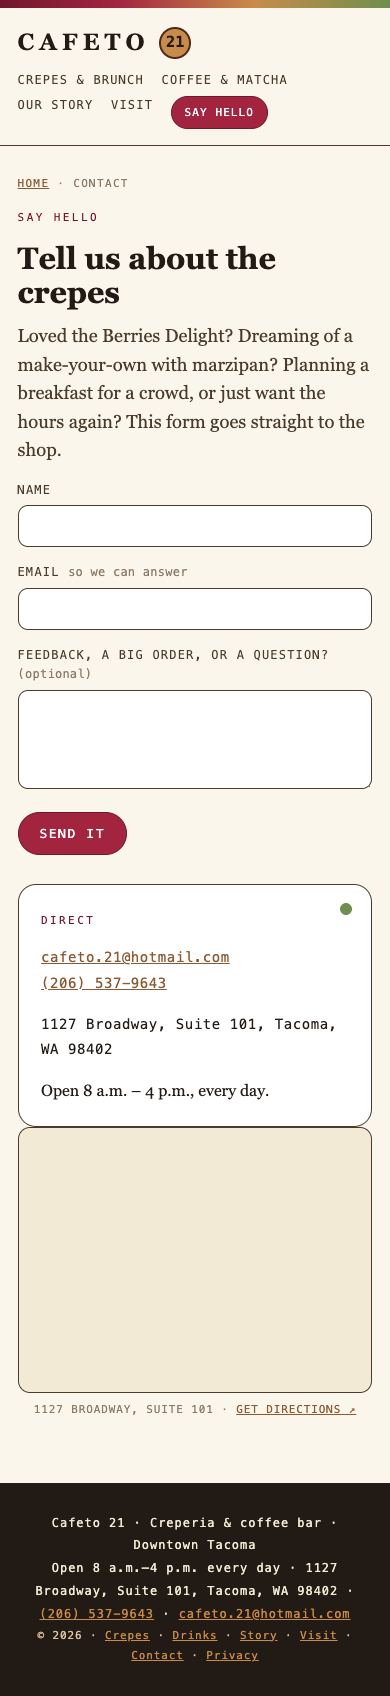 CAFETO 21
CREPES & BRUNCH COFFEE & MATCHA
OUR STORY VISIT SAY HELLO
HOME · CONTACT
SAY HELLO
Tell us about the
crepes
Loved the Berries Delight? Dreaming of a
make-your-own with marzipan? Planning a
breakfast for a crowd, or just want the
hours again? This form goes straight to the
shop.
NAME
EMAIL so we can answer
FEEDBACK, A BIG ORDER, OR A QUESTION?
(optional)
SEND IT
DIRECT
cafeto.21@hotmail.com
(206) 537-9643
1127 Broadway, Suite 101, Tacoma,
WA 98402
Open 8 a.m. – 4 p.m., every day.
1127 BROADWAY, SUITE 101 · GET DIRECTIONS ↗
Cafeto 21 · Creperia & coffee bar ·
Downtown Tacoma
Open 8 a.m.–4 p.m. every day · 1127
Broadway, Suite 101, Tacoma, WA 98402 ·
(206) 537-9643 · cafeto.21@hotmail.com
© 2026 · Crepes · Drinks · Story · Visit ·
Contact · Privacy